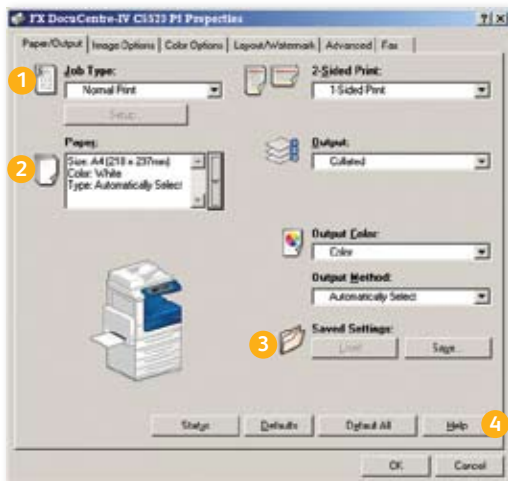 FX DocuCentre-IV C5523 PI Properties
Paper/Output Image Options Color Options Layout/Watermark Advanced Fax
1
Job Type:
Normal Print
Setup...
2-Sided Print:
1-Sided Print
2
Paper:
Size: A4 (210 x 297mm)
Color: White
Type: Automatically Select
Output:
Collated
Output Color:
Color
Output Method:
Automatically Select
3
Saved Settings:
Load
Save...
Status
Defaults
Default All
Help
4
OK
Cancel